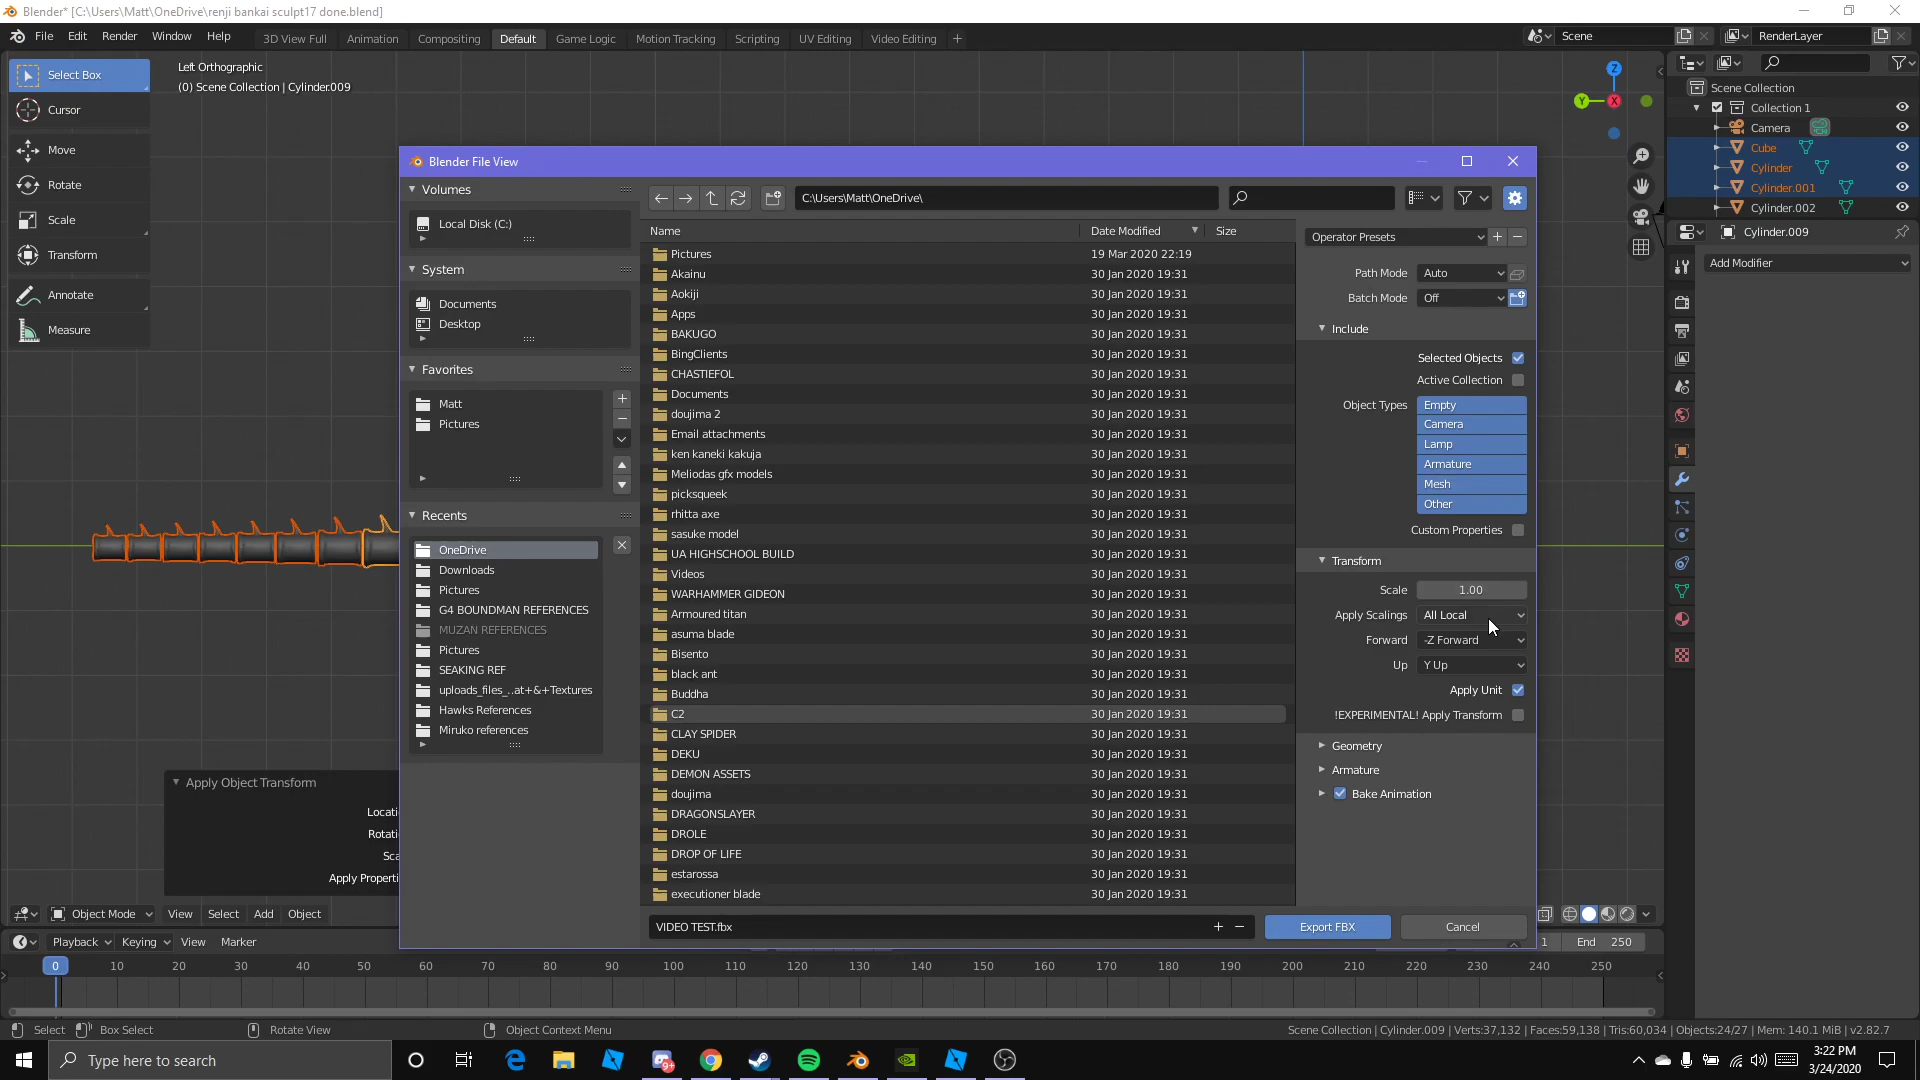 Blender* [C:\Users\Matt\OneDrive\renji bankai sculpt17 done.blend]
File Edit Render Window Help 3D View Full Animation Compositing Default Game Logic Motion Tracking Scripting UV Editing Video Editing + Scene RenderLayer
Select Box
Cursor
Move
Rotate
Scale
Transform
Annotate
Measure
Left Orthographic
(0) Scene Collection | Cylinder.009
Z
Y
X
Scene Collection
Collection 1
Camera
Cube
Cylinder
Cylinder.001
Cylinder.002
Cylinder.009
Add Modifier
Blender File View
Volumes
Local Disk (C:)
System
Documents
Desktop
Favorites
Matt
Pictures
Recents
OneDrive
Downloads
Pictures
G4 BOUNDMAN REFERENCES
MUZAN REFERENCES
Pictures
SEAKING REF
uploads_files_..at+&+Textures
Hawks References
Miruko references
C:\Users\Matt\OneDrive\
Name Date Modified Size
Pictures 19 Mar 2020 22:19
Akainu 30 Jan 2020 19:31
Aokiji 30 Jan 2020 19:31
Apps 30 Jan 2020 19:31
BAKUGO 30 Jan 2020 19:31
BingClients 30 Jan 2020 19:31
CHASTIEFOL 30 Jan 2020 19:31
Documents 30 Jan 2020 19:31
doujima 2 30 Jan 2020 19:31
Email attachments 30 Jan 2020 19:31
ken kaneki kakuja 30 Jan 2020 19:31
Meliodas gfx models 30 Jan 2020 19:31
picksqueek 30 Jan 2020 19:31
rhitta axe 30 Jan 2020 19:31
sasuke model 30 Jan 2020 19:31
UA HIGHSCHOOL BUILD 30 Jan 2020 19:31
Videos 30 Jan 2020 19:31
WARHAMMER GIDEON 30 Jan 2020 19:31
Armoured titan 30 Jan 2020 19:31
asuma blade 30 Jan 2020 19:31
Bisento 30 Jan 2020 19:31
black ant 30 Jan 2020 19:31
Buddha 30 Jan 2020 19:31
C2 30 Jan 2020 19:31
CLAY SPIDER 30 Jan 2020 19:31
DEKU 30 Jan 2020 19:31
DEMON ASSETS 30 Jan 2020 19:31
doujima 30 Jan 2020 19:31
DRAGONSLAYER 30 Jan 2020 19:31
DROLE 30 Jan 2020 19:31
DROP OF LIFE 30 Jan 2020 19:31
estarossa 30 Jan 2020 19:31
executioner blade 30 Jan 2020 19:31
VIDEO TEST.fbx + − Export FBX Cancel
Operator Presets + −
Path Mode Auto
Batch Mode Off
Include
Selected Objects
Active Collection
Object Types Empty
Camera
Lamp
Armature
Mesh
Other
Custom Properties
Transform
Scale 1.00
Apply Scalings All Local
Forward -Z Forward
Up Y Up
Apply Unit
!EXPERIMENTAL! Apply Transform
Geometry
Armature
Bake Animation
Apply Object Transform
Locati
Rotati
Sca
Apply Properti
Object Mode View Select Add Object
Playback Keying View Marker 1 End 250
0 10 20 30 40 50 60 70 80 90 100 110 120 130 140 150 160 170 180 190 200 210 220 230 240 250
Select Box Select Rotate View Object Context Menu Scene Collection | Cylinder.009 | Verts:37,132 | Faces:59,138 | Tris:60,034 | Objects:24/27 | Mem: 140.1 MiB | v2.82.7
Type here to search
9+
3:22 PM
3/24/2020